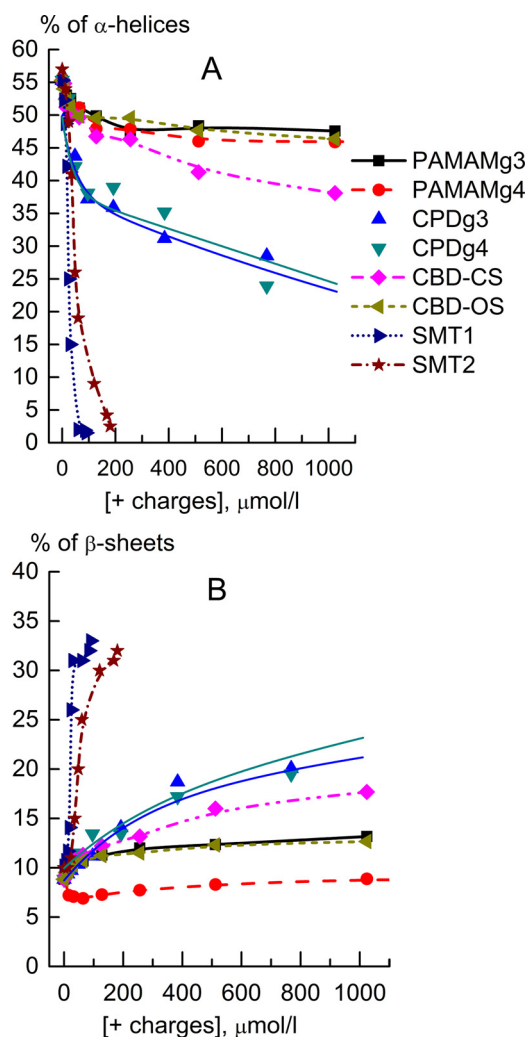 % of α-helices
A
60
55
50
45
40
35
30
25
20
15
10
5
0
PAMAMg3
PAMAMg4
CPDg3
CPDg4
CBD-CS
CBD-OS
SMT1
SMT2
0 200 400 600 800 1000
[+ charges], μmol/l
% of β-sheets
B
40
35
30
25
20
15
10
5
0
0 200 400 600 800 1000
[+ charges], μmol/l